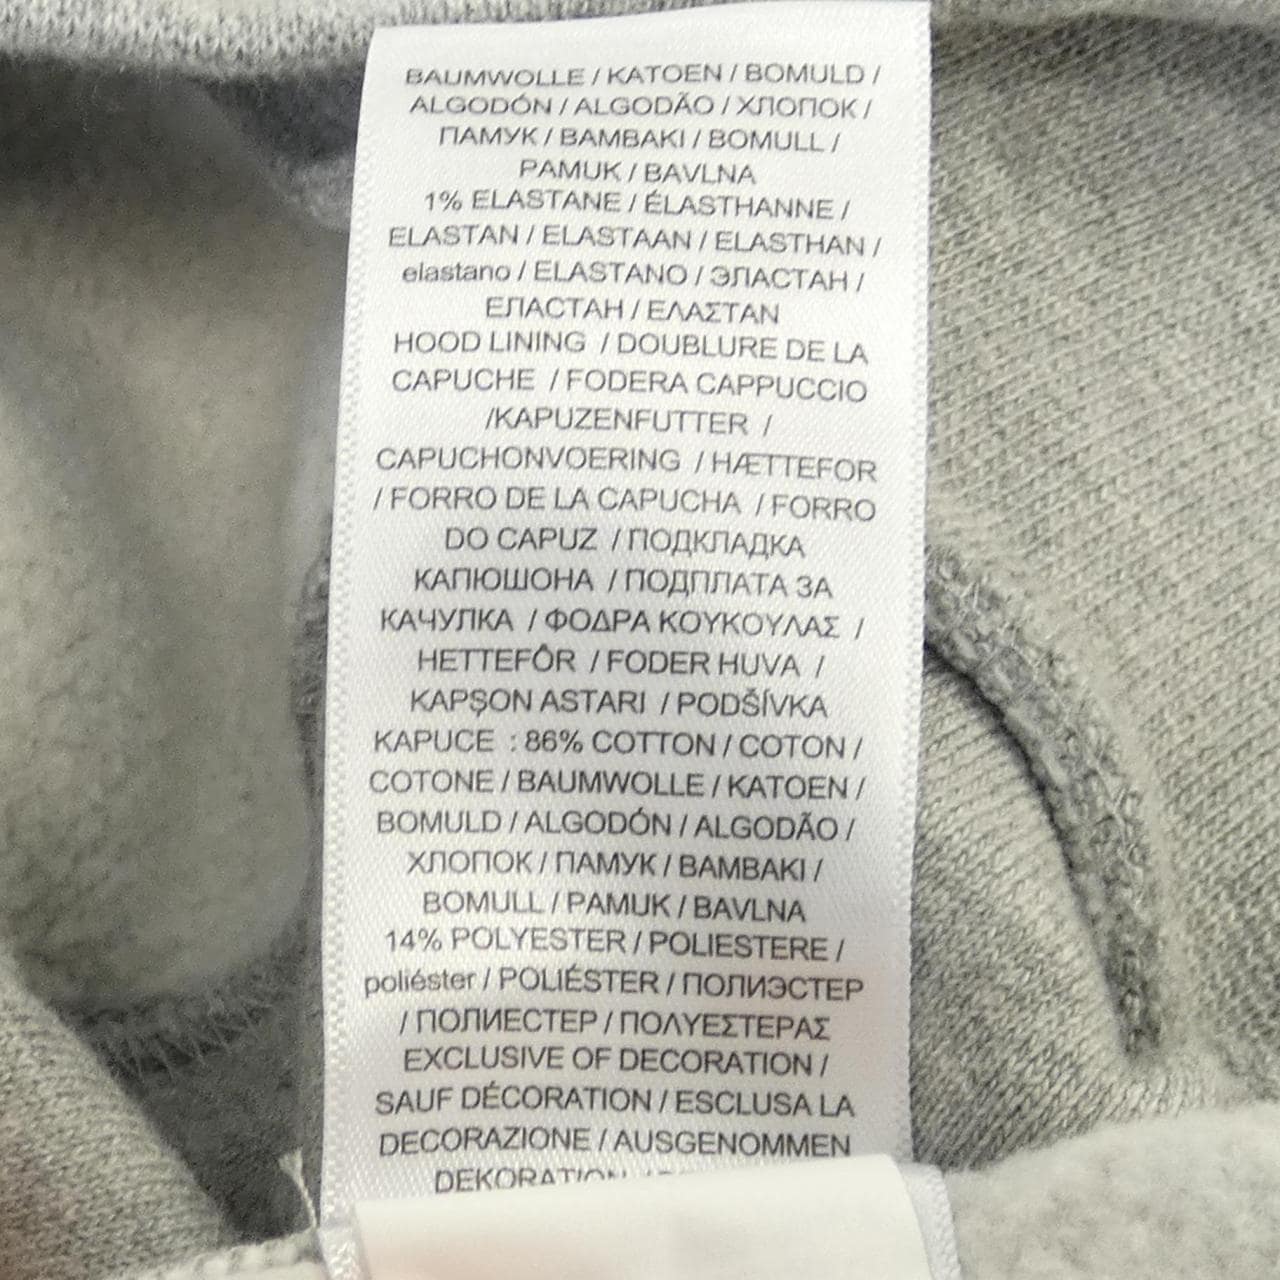 BAUMWOLLE / KATOEN / BOMULD /
ALGODÓN / ALGODÃO / ХЛОПОК /
ПАМУК / BAMBAKI / BOMULL /
PAMUK / BAVLNA
1% ELASTANE / ÉLASTHANNE /
ELASTAN / ELASTAAN / ELASTHAN /
elastano / ELASTANO / ЭЛАСТАН /
ЕЛАСТАН / ΕΛΑΣΤΑΝ
HOOD LINING / DOUBLURE DE LA
CAPUCHE / FODERA CAPPUCCIO
/KAPUZENFUTTER /
CAPUCHONVOERING / HÆTTEFOR
/ FORRO DE LA CAPUCHA / FORRO
DO CAPUZ / ПОДКЛАДКА
КАПЮШОНА / ПОДПЛАТА ЗА
КАЧУЛКА / ΦΟΔΡΑ ΚΟΥΚΟΥΛΑΣ /
HETTEFÔR / FODER HUVA /
KAPŞON ASTARI / PODŠÍVKA
KAPUCE : 86% COTTON / COTON /
COTONE / BAUMWOLLE / KATOEN /
BOMULD / ALGODÓN / ALGODÃO /
ХЛОПОК / ПАМУК / BAMBAKI /
BOMULL / PAMUK / BAVLNA
14% POLYESTER / POLIESTERE /
poliéster / POLIÉSTER / ПОЛИЭСТЕР
/ ПОЛИЕСТЕР / ΠΟΛΥΕΣΤΕΡΑΣ
EXCLUSIVE OF DECORATION /
SAUF DÉCORATION / ESCLUSA LA
DECORAZIONE / AUSGENOMMEN
DEKORATION